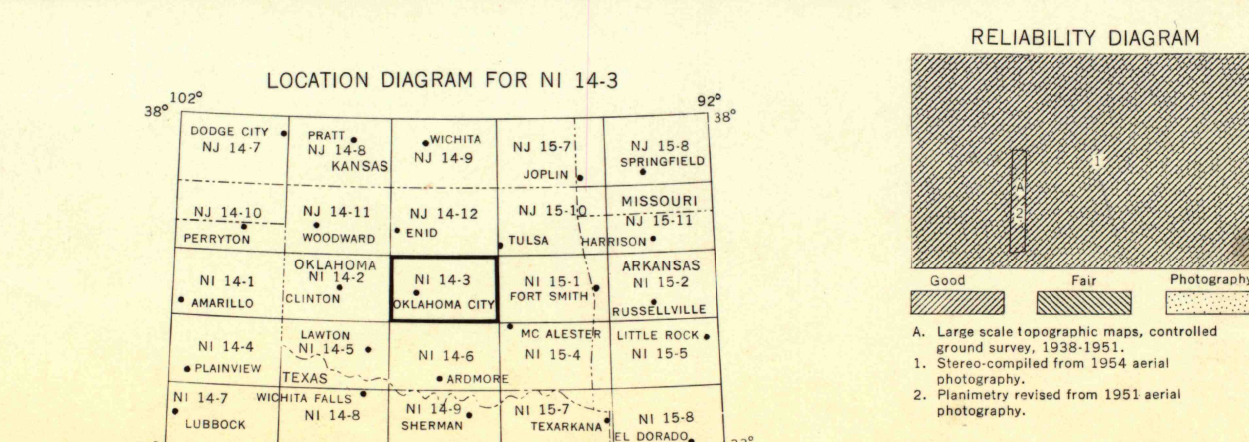 RELIABILITY DIAGRAM
LOCATION DIAGRAM FOR NI 14-3
102°
92°
38°
38°
DODGE CITY
NJ 14-7
PRATT
NJ 14-8
KANSAS
WICHITA
NJ 14-9
NJ 15-7
JOPLIN
NJ 15-8
SPRINGFIELD
NJ 14-10
PERRYTON
NJ 14-11
WOODWARD
NJ 14-12
ENID
NJ 15-10
TULSA
MISSOURI
NJ 15-11
HARRISON
NI 14-1
AMARILLO
OKLAHOMA
NI 14-2
CLINTON
NI 14-3
OKLAHOMA CITY
NI 15-1
FORT SMITH
ARKANSAS
NI 15-2
RUSSELLVILLE
NI 14-4
PLAINVIEW
LAWTON
NI 14-5
TEXAS
NI 14-6
ARDMORE
MC ALESTER
NI 15-4
LITTLE ROCK
NI 15-5
NI 14-7
LUBBOCK
WICHITA FALLS
NI 14-8
NI 14-9
SHERMAN
NI 15-7
TEXARKANA
NI 15-8
EL DORADO
1
A
2
Good
Fair
Photography
A. Large scale topographic maps, controlled
ground survey, 1938-1951.
1. Stereo-compiled from 1954 aerial
photography.
2. Planimetry revised from 1951 aerial
photography.